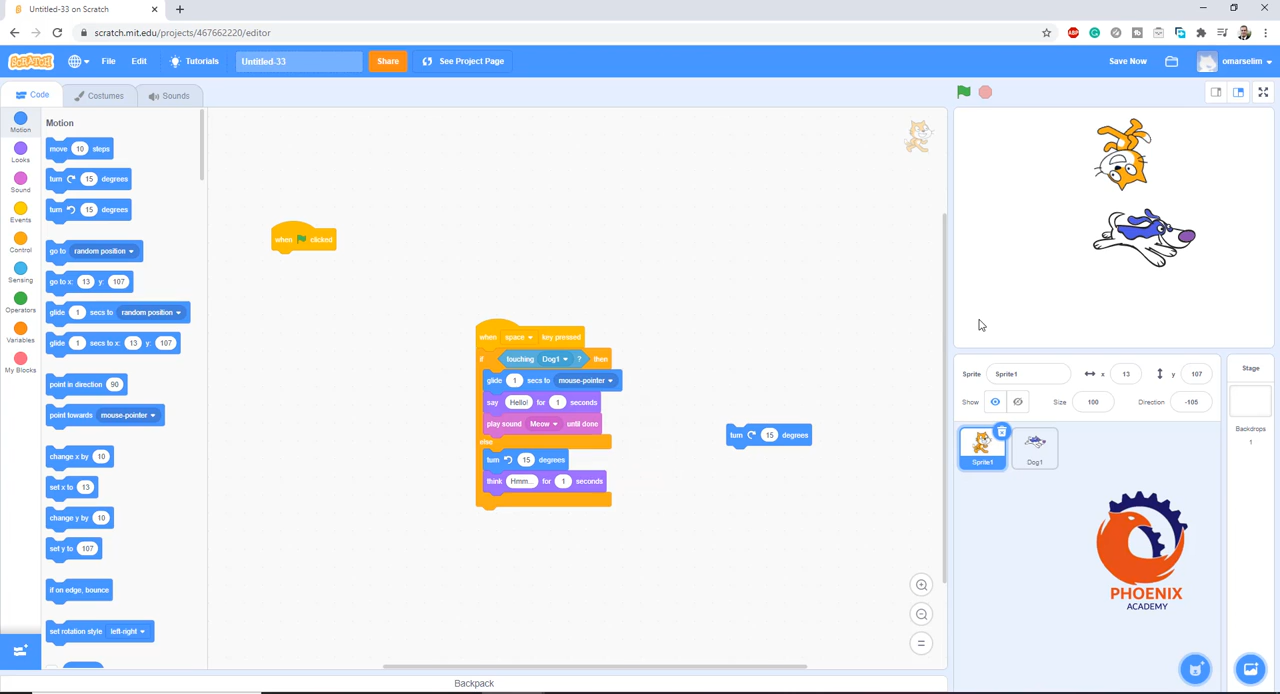 Untitled-33 on Scratch
scratch.mit.edu/projects/467662220/editor
ABP
SCRATCH
File
Edit
Tutorials
Untitled-33
Share
See Project Page
Save Now
omarselim
Code
Costumes
Sounds
Motion
Looks
Sound
Events
Control
Sensing
Operators
Variables
My Blocks
Motion
move 10 steps
turn 15 degrees
turn 15 degrees
go to random position
go to x: 13 y: 107
glide 1 secs to random position
glide 1 secs to x: 13 y: 107
point in direction 90
point towards mouse-pointer
change x by 10
set x to 13
change y by 10
set y to 107
if on edge, bounce
set rotation style left-right
when clicked
when space key pressed
if touching Dog1 ? then
glide 1 secs to mouse-pointer
say Hello! for 1 seconds
play sound Meow until done
else
turn 15 degrees
think Hmm... for 1 seconds
turn 15 degrees
Sprite Sprite1 x 13 y 107
Show Size 100 Direction -105
Sprite1
Dog1
Stage
Backdrops
1
PHOENIX
ACADEMY
Backpack